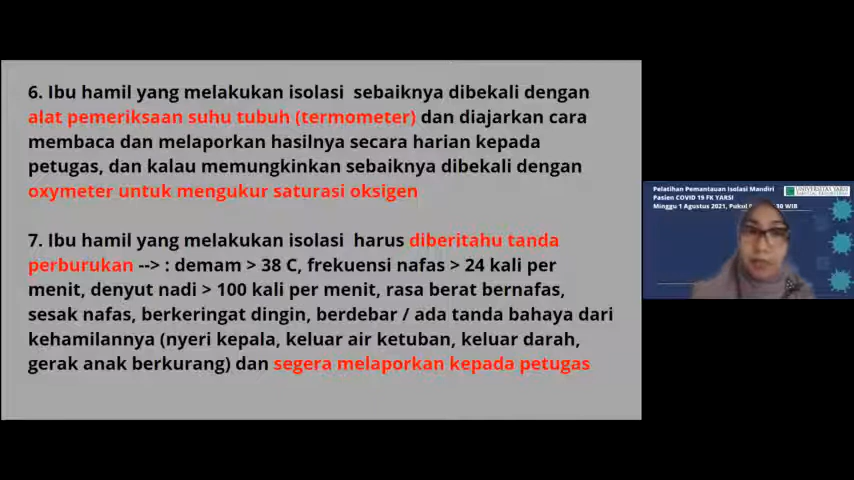 6. Ibu hamil yang melakukan isolasi sebaiknya dibekali dengan
alat pemeriksaan suhu tubuh (termometer) dan diajarkan cara
membaca dan melaporkan hasilnya secara harian kepada
petugas, dan kalau memungkinkan sebaiknya dibekali dengan
oxymeter untuk mengukur saturasi oksigen
7. Ibu hamil yang melakukan isolasi harus diberitahu tanda
perburukan --> : demam > 38 C, frekuensi nafas > 24 kali per
menit, denyut nadi > 100 kali per menit, rasa berat bernafas,
sesak nafas, berkeringat dingin, berdebar / ada tanda bahaya dari
kehamilannya (nyeri kepala, keluar air ketuban, keluar darah,
gerak anak berkurang) dan segera melaporkan kepada petugas
Pelatihan Pemantauan Isolasi Mandiri
Pasien COVID 19 FK YARSI
Minggu 1 Agustus 2021, Pukul WIB
UNIVERSITAS YARSI